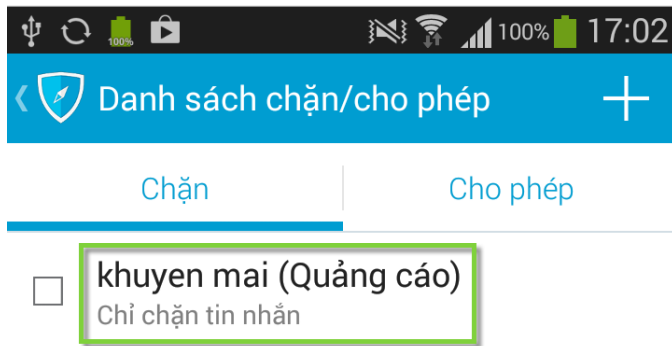 100% 100% 17:02
Danh sách chặn/cho phép
Chặn Cho phép
khuyen mai (Quảng cáo)
Chỉ chặn tin nhắn